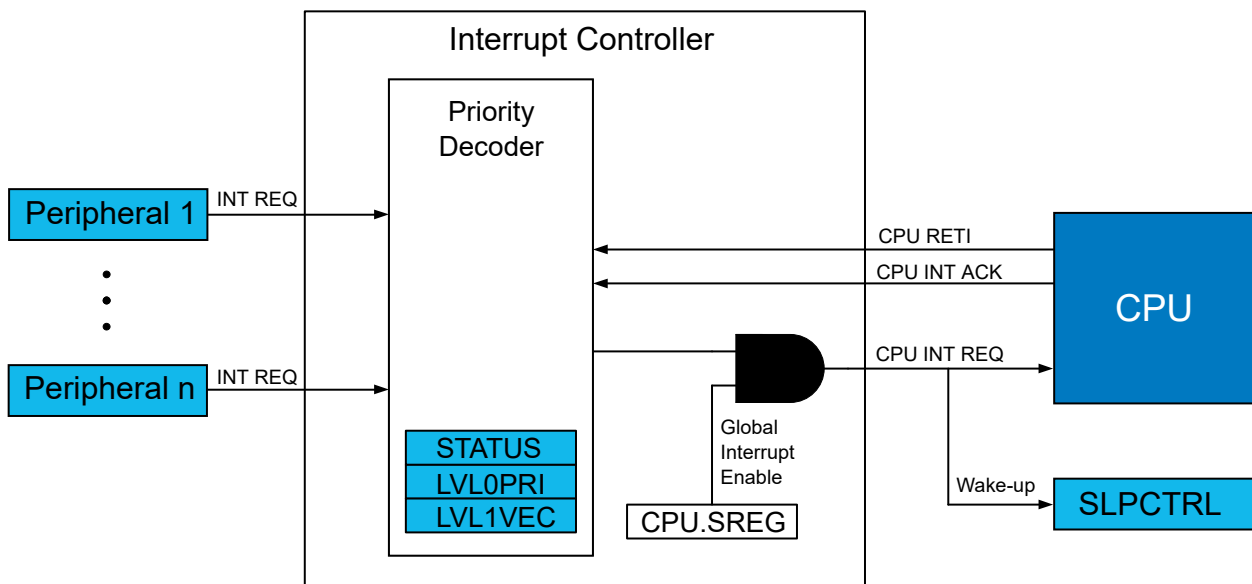 Interrupt Controller
Priority
Decoder
Peripheral 1
INT REQ
Peripheral n
INT REQ
STATUS
LVL0PRI
LVL1VEC
CPU RETI
CPU INT ACK
CPU INT REQ
CPU
Global
Interrupt
Enable
CPU.SREG
Wake-up
SLPCTRL